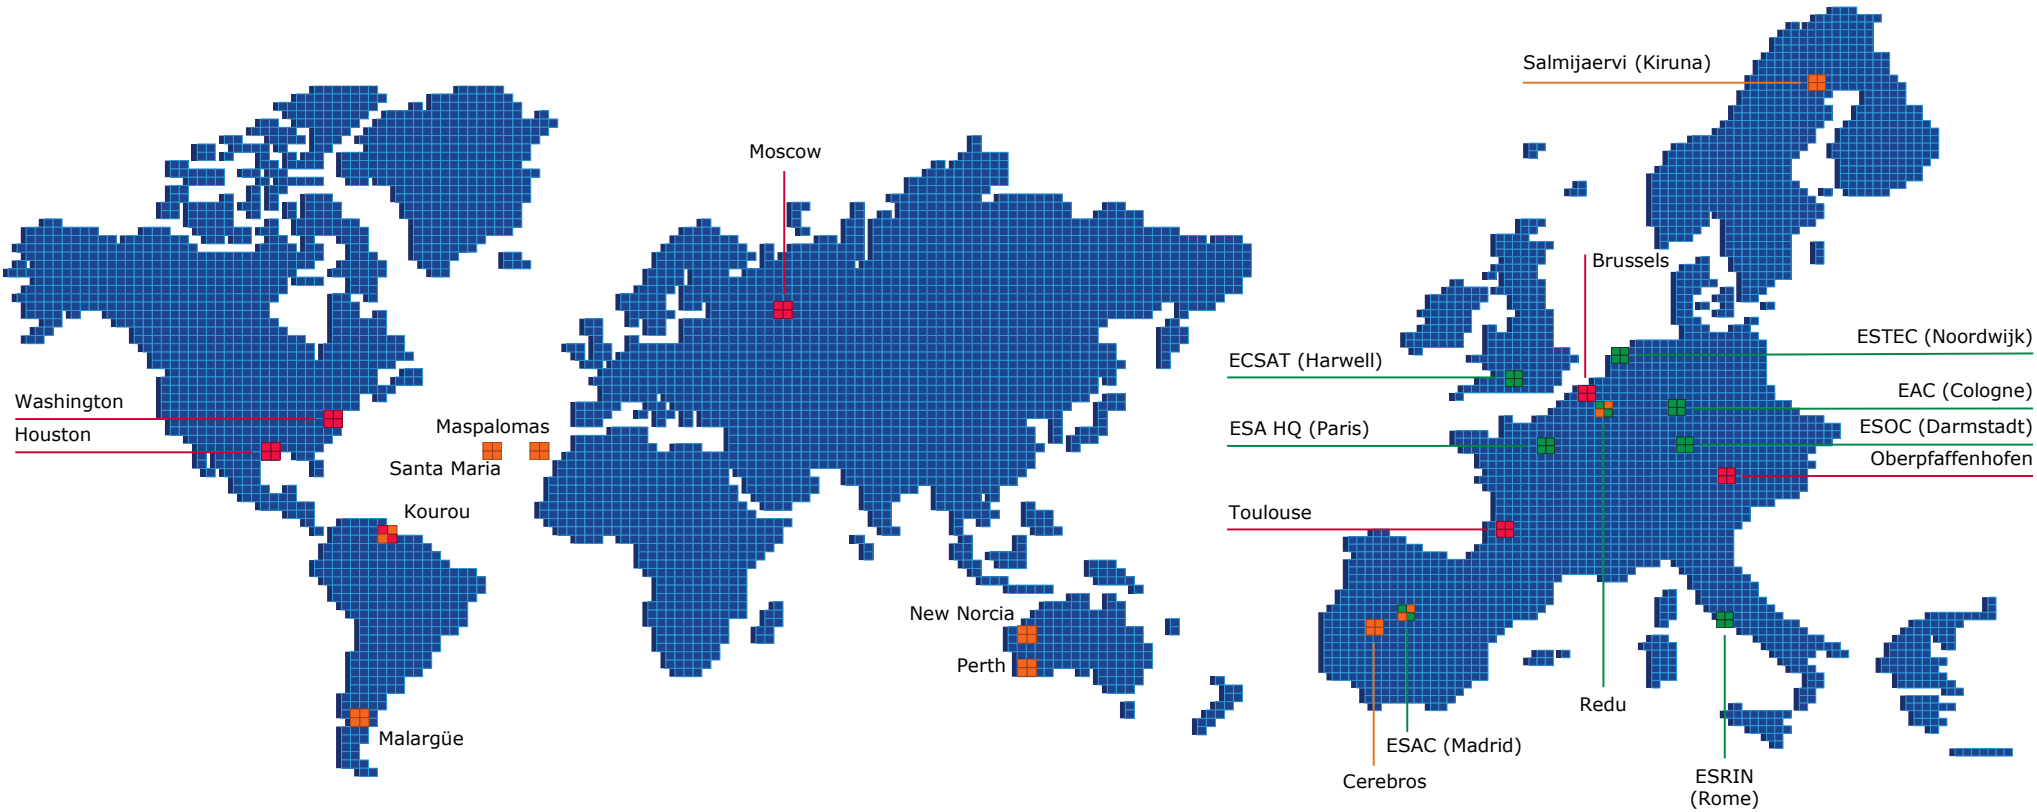 Salmijaervi (Kiruna)
Moscow
Brussels
ESTEC (Noordwijk)
ECSAT (Harwell)
EAC (Cologne)
Washington
Maspalomas
ESA HQ (Paris)
ESOC (Darmstadt)
Houston
Santa Maria
Oberpfaffenhofen
Kourou
Toulouse
New Norcia
Perth
Redu
Malargüe
ESAC (Madrid)
Cerebros
ESRIN
(Rome)